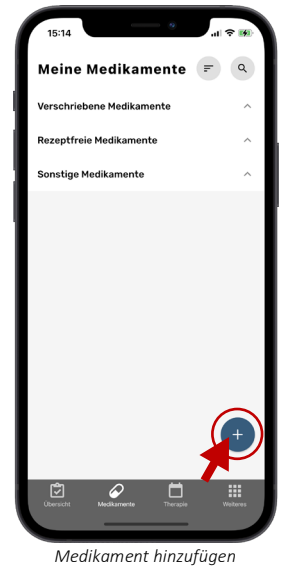 15:14
Meine Medikamente
Verschriebene Medikamente
Rezeptfreie Medikamente
Sonstige Medikamente
Übersicht Medikamente Therapie Weiteres
Medikament hinzufügen